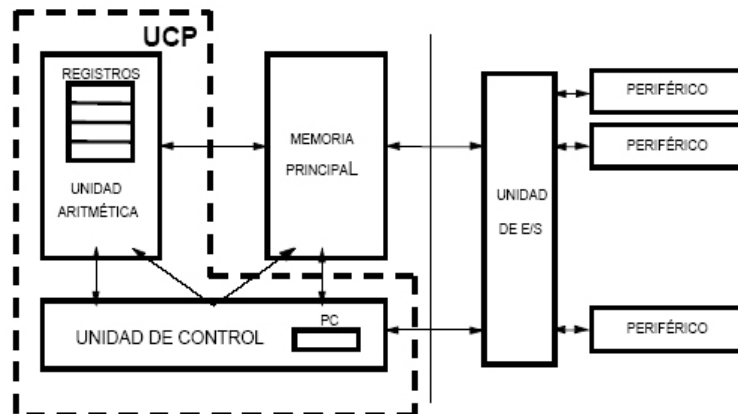 UCP
REGISTROS
UNIDAD
ARITMÉTICA
MEMORIA
PRINCIPAL
UNIDAD DE CONTROL
PC
UNIDAD
DE E/S
PERIFÉRICO
PERIFÉRICO
PERIFÉRICO